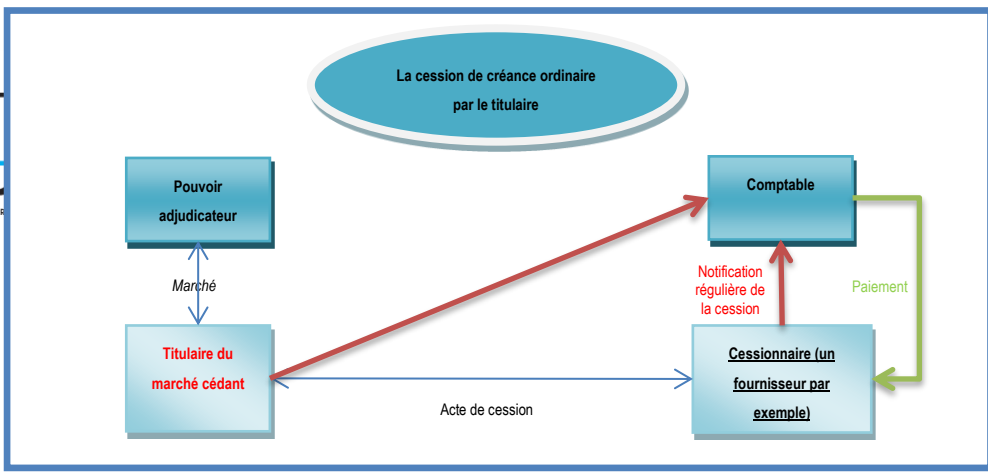 La cession de créance ordinaire
par le titulaire
Pouvoir
adjudicateur
Comptable
Marché
Notification
régulière de
la cession
Paiement
Titulaire du
marché cédant
Cessionnaire (un
fournisseur par
exemple)
Acte de cession